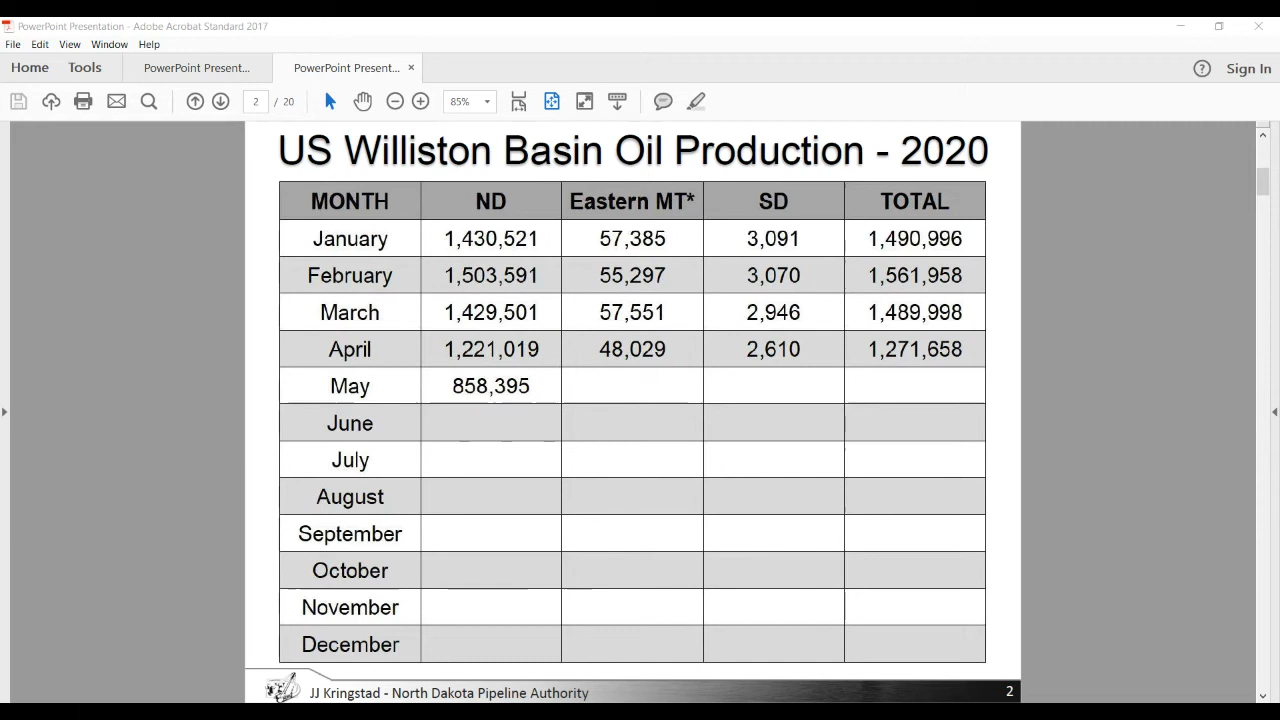 PowerPoint Presentation - Adobe Acrobat Standard 2017
File Edit View Window Help
Home Tools PowerPoint Present... PowerPoint Present... × Sign In
2 / 20 85%
US Williston Basin Oil Production - 2020
MONTH ND Eastern MT* SD TOTAL
January 1,430,521 57,385 3,091 1,490,996
February 1,503,591 55,297 3,070 1,561,958
March 1,429,501 57,551 2,946 1,489,998
April 1,221,019 48,029 2,610 1,271,658
May 858,395
June
July
August
September
October
November
December
JJ Kringstad - North Dakota Pipeline Authority 2